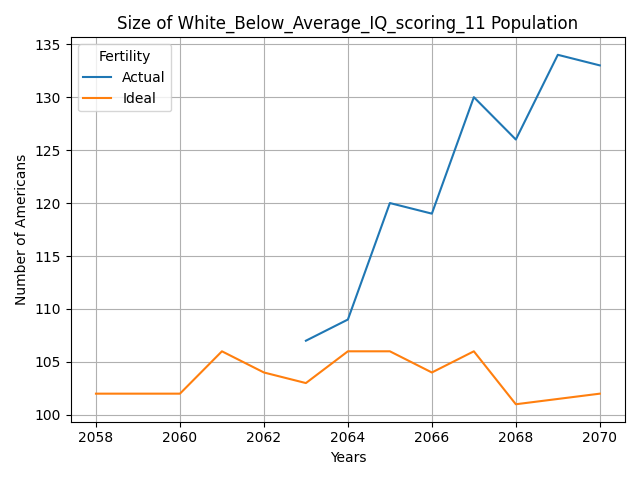 Size of White_Below_Average_IQ_scoring_11 Population
Fertility
Actual
Ideal
Number of Americans
135
130
125
120
115
110
105
100
2058 2060 2062 2064 2066 2068 2070
Years